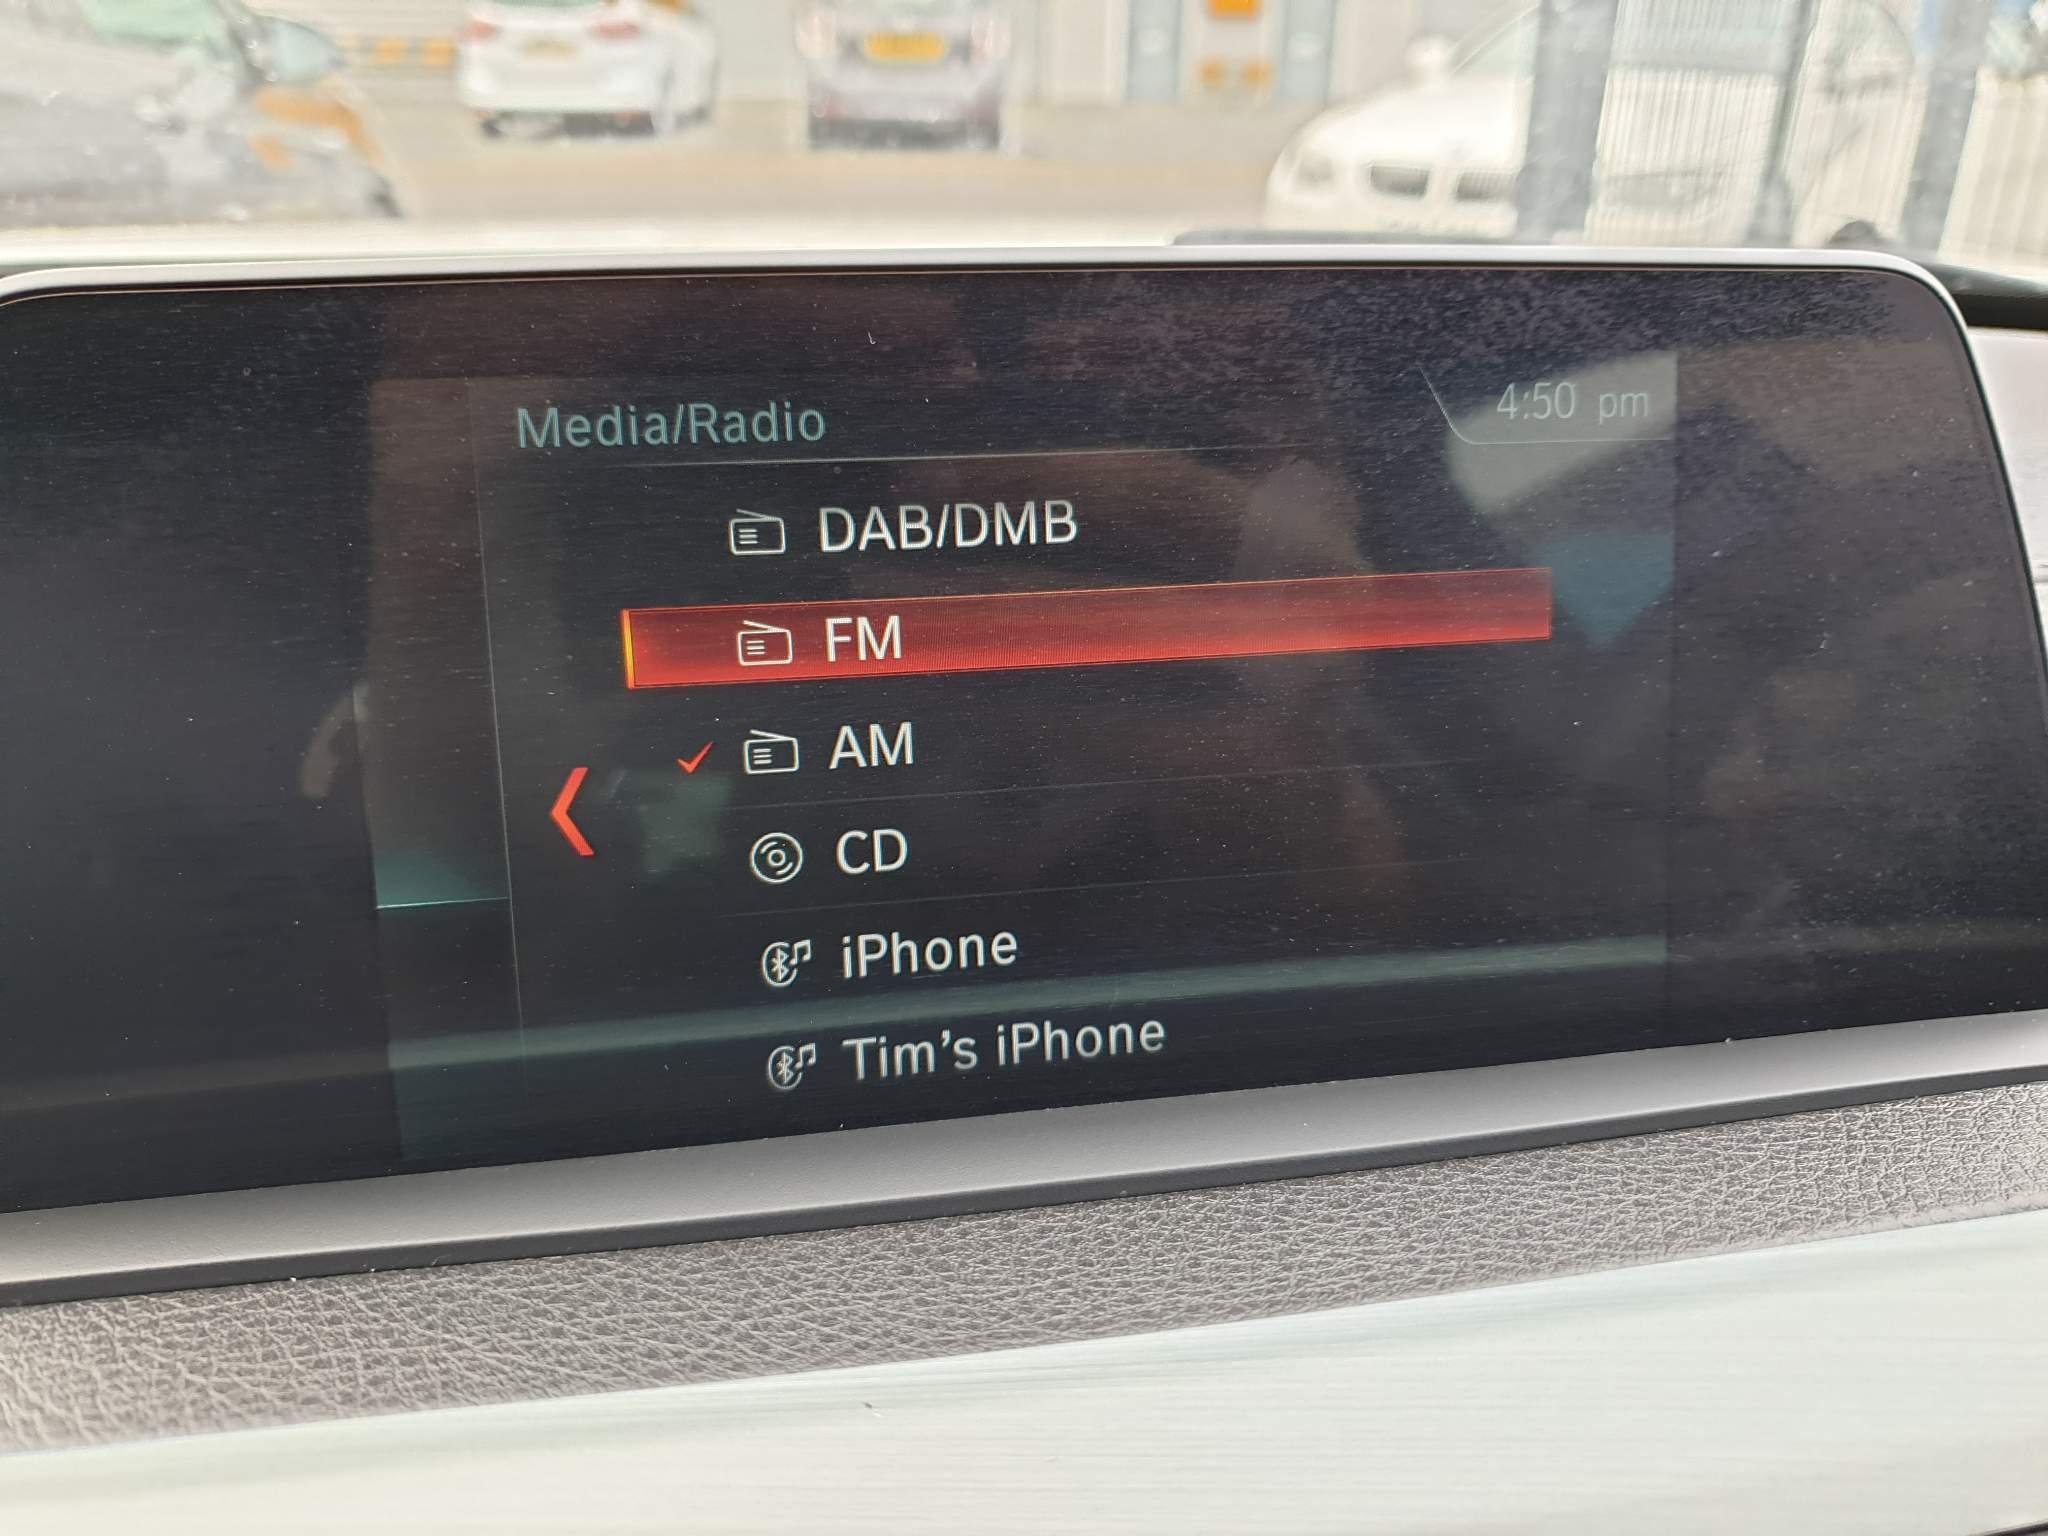 Media/Radio
4:50 pm
DAB/DMB
FM
AM
CD
iPhone
Tim's iPhone